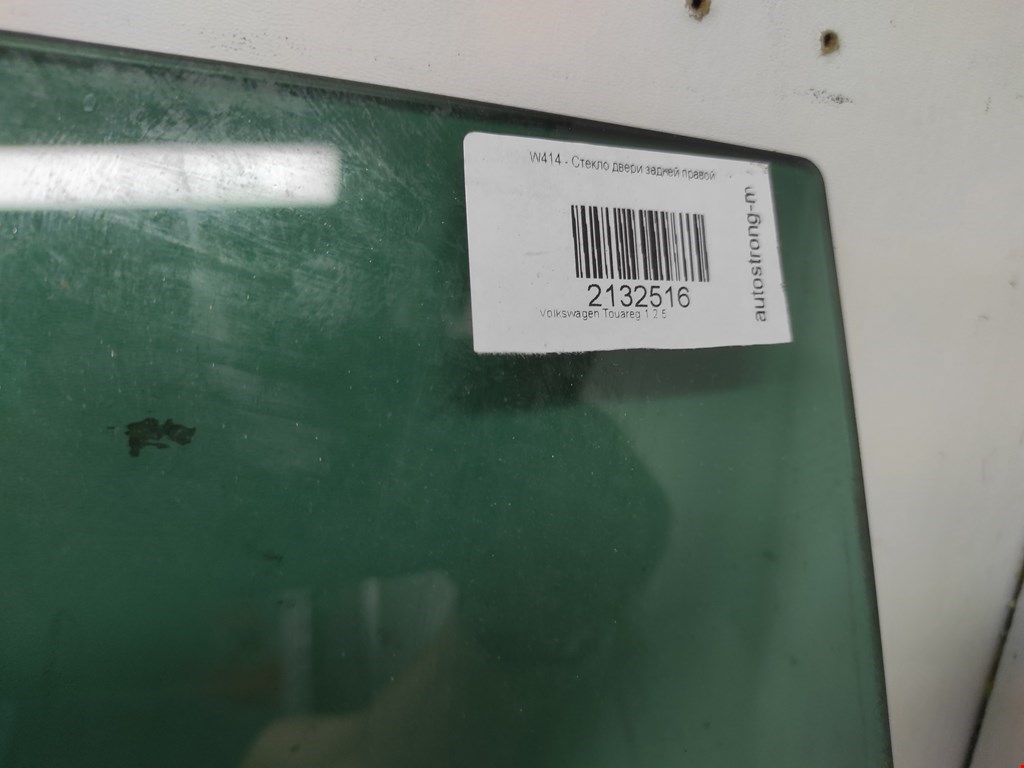 W414 - Стекло двери задней правой
2132516
Volkswagen Touareg 1 2.5
autostrong-m